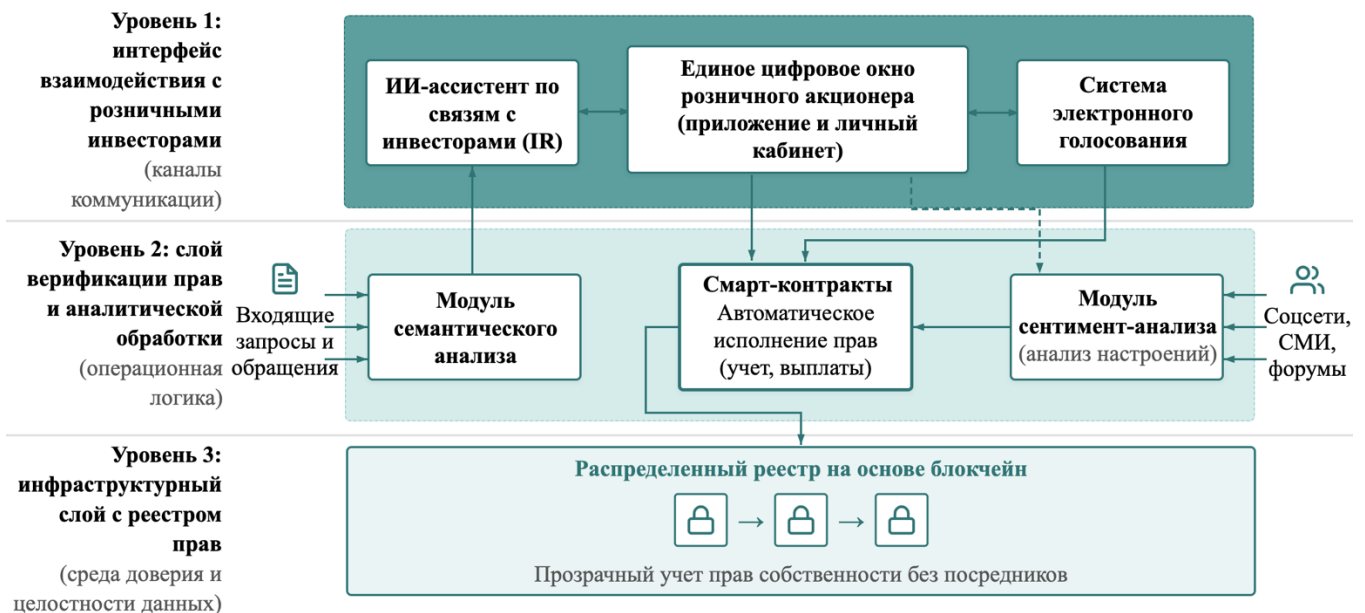 Уровень 1:
интерфейс
взаимодействия с
розничными
инвесторами
(каналы
коммуникации)
ИИ-ассистент по
связям с
инвесторами (IR)
Единое цифровое окно
розничного акционера
(приложение и личный
кабинет)
Система
электронного
голосования
Уровень 2: слой
верификации прав
и аналитической
обработки
(операционная
логика)
Входящие
запросы и
обращения
Модуль
семантического
анализа
Смарт-контракты
Автоматическое
исполнение прав
(учет, выплаты)
Модуль
сентимент-анализа
(анализ настроений)
Соцсети,
СМИ,
форумы
Уровень 3:
инфраструктурный
слой с реестром
прав
(среда доверия и
целостности данных)
Распределенный реестр на основе блокчейн
Прозрачный учет прав собственности без посредников